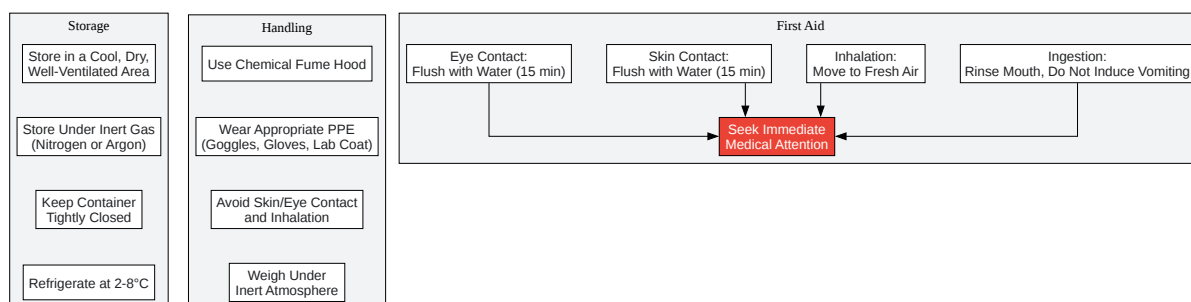 Storage
Store in a Cool, Dry,
Well-Ventilated Area
Store Under Inert Gas
(Nitrogen or Argon)
Keep Container
Tightly Closed
Refrigerate at 2-8°C
Handling
Use Chemical Fume Hood
Wear Appropriate PPE
(Goggles, Gloves, Lab Coat)
Avoid Skin/Eye Contact
and Inhalation
Weigh Under
Inert Atmosphere
First Aid
Eye Contact:
Flush with Water (15 min)
Skin Contact:
Flush with Water (15 min)
Inhalation:
Move to Fresh Air
Ingestion:
Rinse Mouth, Do Not Induce Vomiting
Seek Immediate
Medical Attention